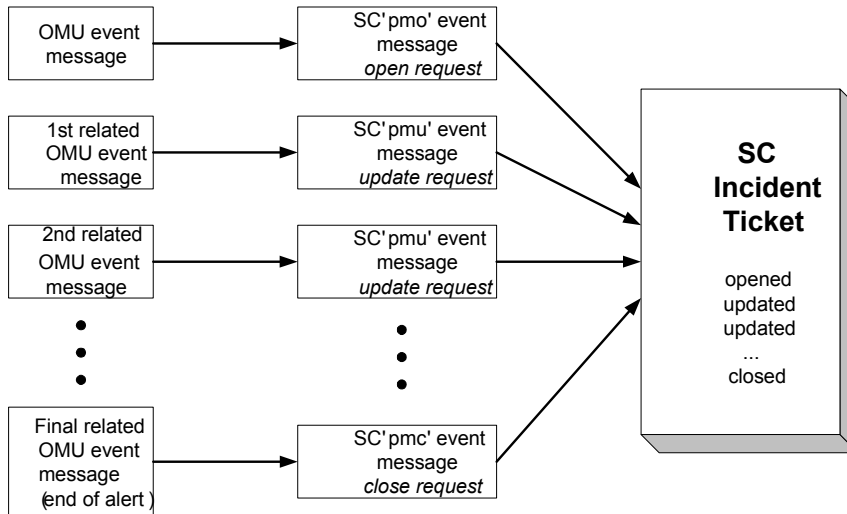 OMU event
message
SC'pmo' event
message
open request
1st related
OMU event
message
SC'pmu' event
message
update request
2nd related
OMU event
message
SC'pmu' event
message
update request
Final related
OMU event
message
(end of alert)
SC'pmc' event
message
close request
SC
Incident
Ticket
opened
updated
updated
...
closed